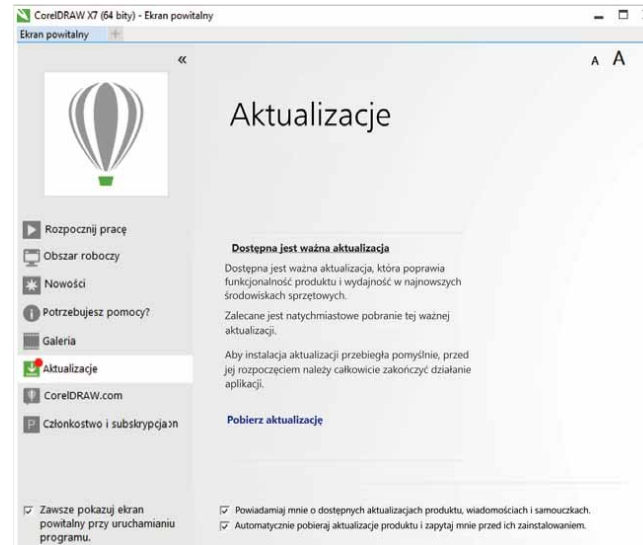 CorelDRAW X7 (64 bity) - Ekran powitalny
Ekran powitalny
«
A A
Aktualizacje
Rozpocznij pracę
Obszar roboczy
Nowości
Potrzebujesz pomocy?
Galeria
Aktualizacje
CorelDRAW.com
P Członkostwo i subskrypcjaɔn
Zawsze pokazuj ekran
powitalny przy uruchamianiu
programu.
Dostępna jest ważna aktualizacja
Dostępna jest ważna aktualizacja, która poprawia
funkcjonalność produktu i wydajność w najnowszych
środowiskach sprzętowych.
Zalecane jest natychmiastowe pobranie tej ważnej
aktualizacji.
Aby instalacja aktualizacji przebiegła pomyślnie, przed
jej rozpoczęciem należy całkowicie zakończyć działanie
aplikacji.
Pobierz aktualizację
Powiadamiaj mnie o dostępnych aktualizacjach produktu, wiadomościach i samouczkach.
Automatycznie pobieraj aktualizacje produktu i zapytaj mnie przed ich zainstalowaniem.